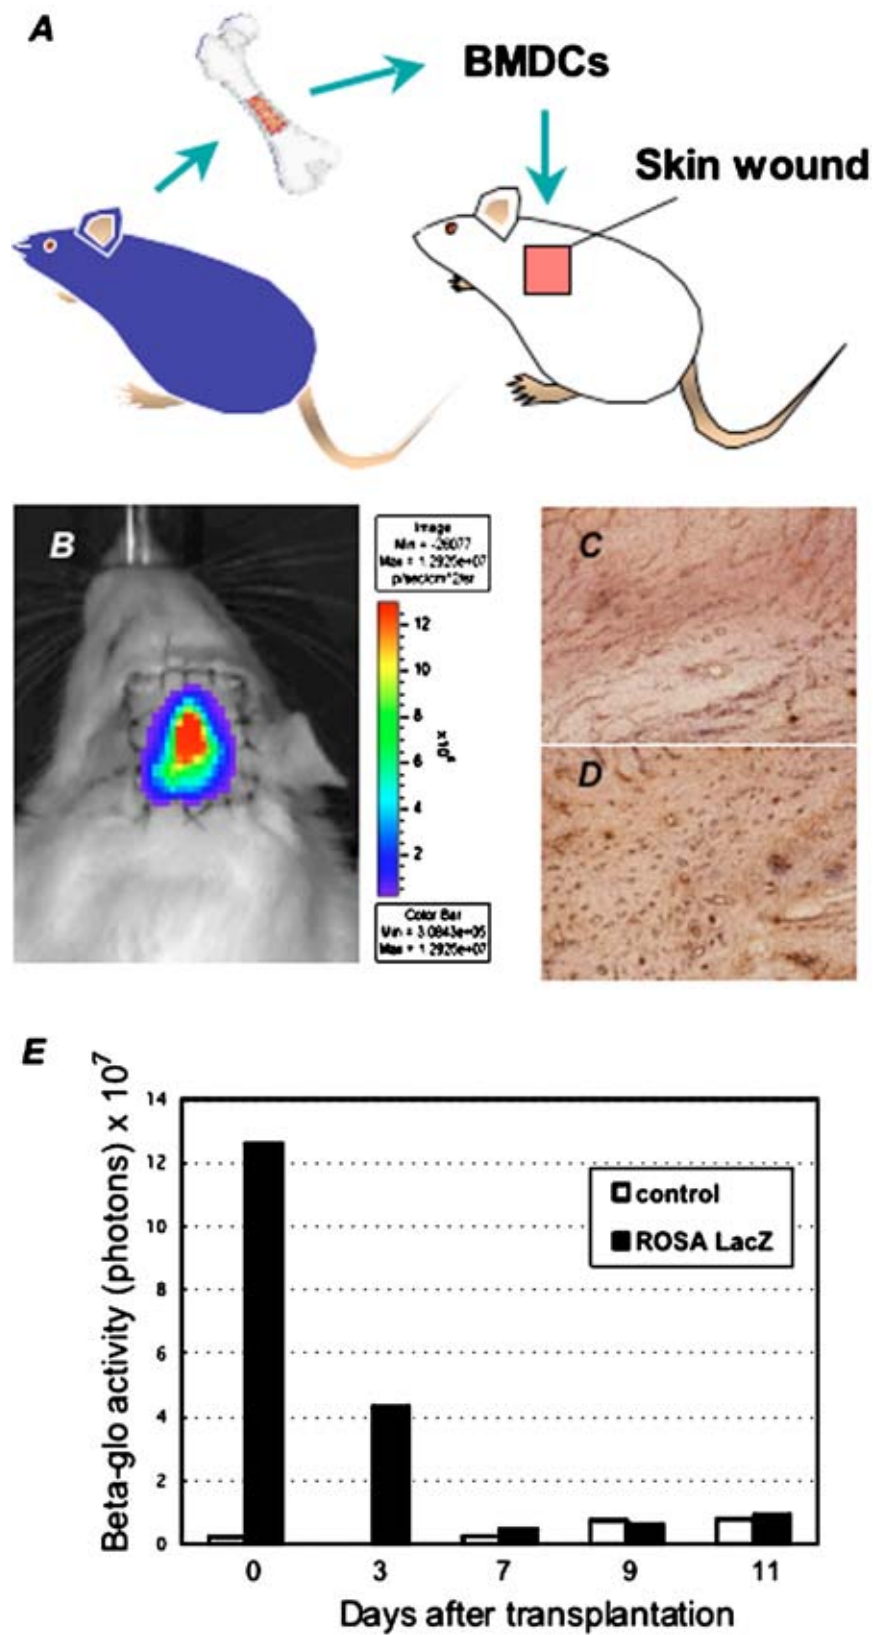 A
BMDCs
Skin wound
B
Image
Min = -26077
Max = 1.2926e+07
p/sec/cm^2/sr
12
10
8
6
4
2
Color Bar
Min = 3.0843e+05
Max = 1.2926e+07
C
D
E
Beta-glo activity (photons) x 10⁷
14
12
10
8
6
4
2
0
control
ROSA LacZ
0 3 7 9 11
Days after transplantation